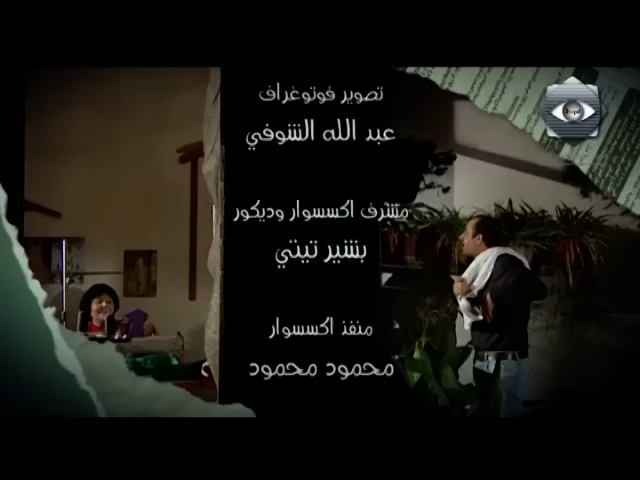 تصوير فوتوغراف
عبد الله الشوفي
مشرف اكسسوار وديكور
بشير تيتي
منفذ اكسسوار
محمود محمود